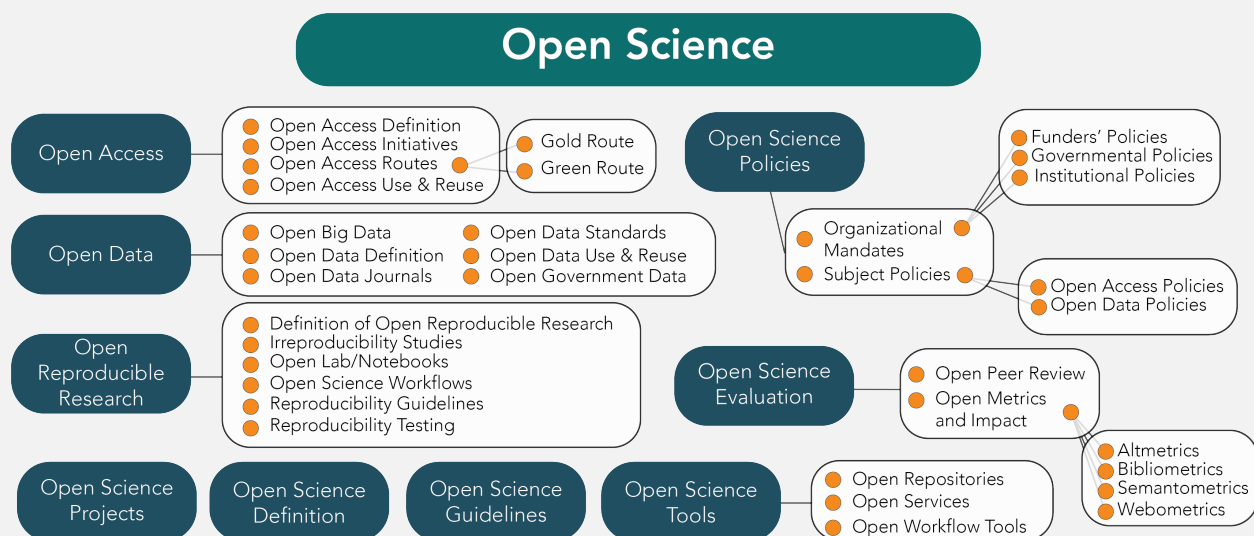 Open Science
Open Access
Open Access Definition
Open Access Initiatives
Open Access Routes
Open Access Use & Reuse
Gold Route
Green Route
Open Data
Open Big Data
Open Data Definition
Open Data Journals
Open Data Standards
Open Data Use & Reuse
Open Government Data
Open
Reproducible
Research
Definition of Open Reproducible Research
Irreproducibility Studies
Open Lab/Notebooks
Open Science Workflows
Reproducibility Guidelines
Reproducibility Testing
Open Science
Policies
Organizational
Mandates
Subject Policies
Funders’ Policies
Governmental Policies
Institutional Policies
Open Access Policies
Open Data Policies
Open Science
Evaluation
Open Peer Review
Open Metrics
and Impact
Altmetrics
Bibliometrics
Semantometrics
Webometrics
Open Science
Projects
Open Science
Definition
Open Science
Guidelines
Open Science
Tools
Open Repositories
Open Services
Open Workflow Tools